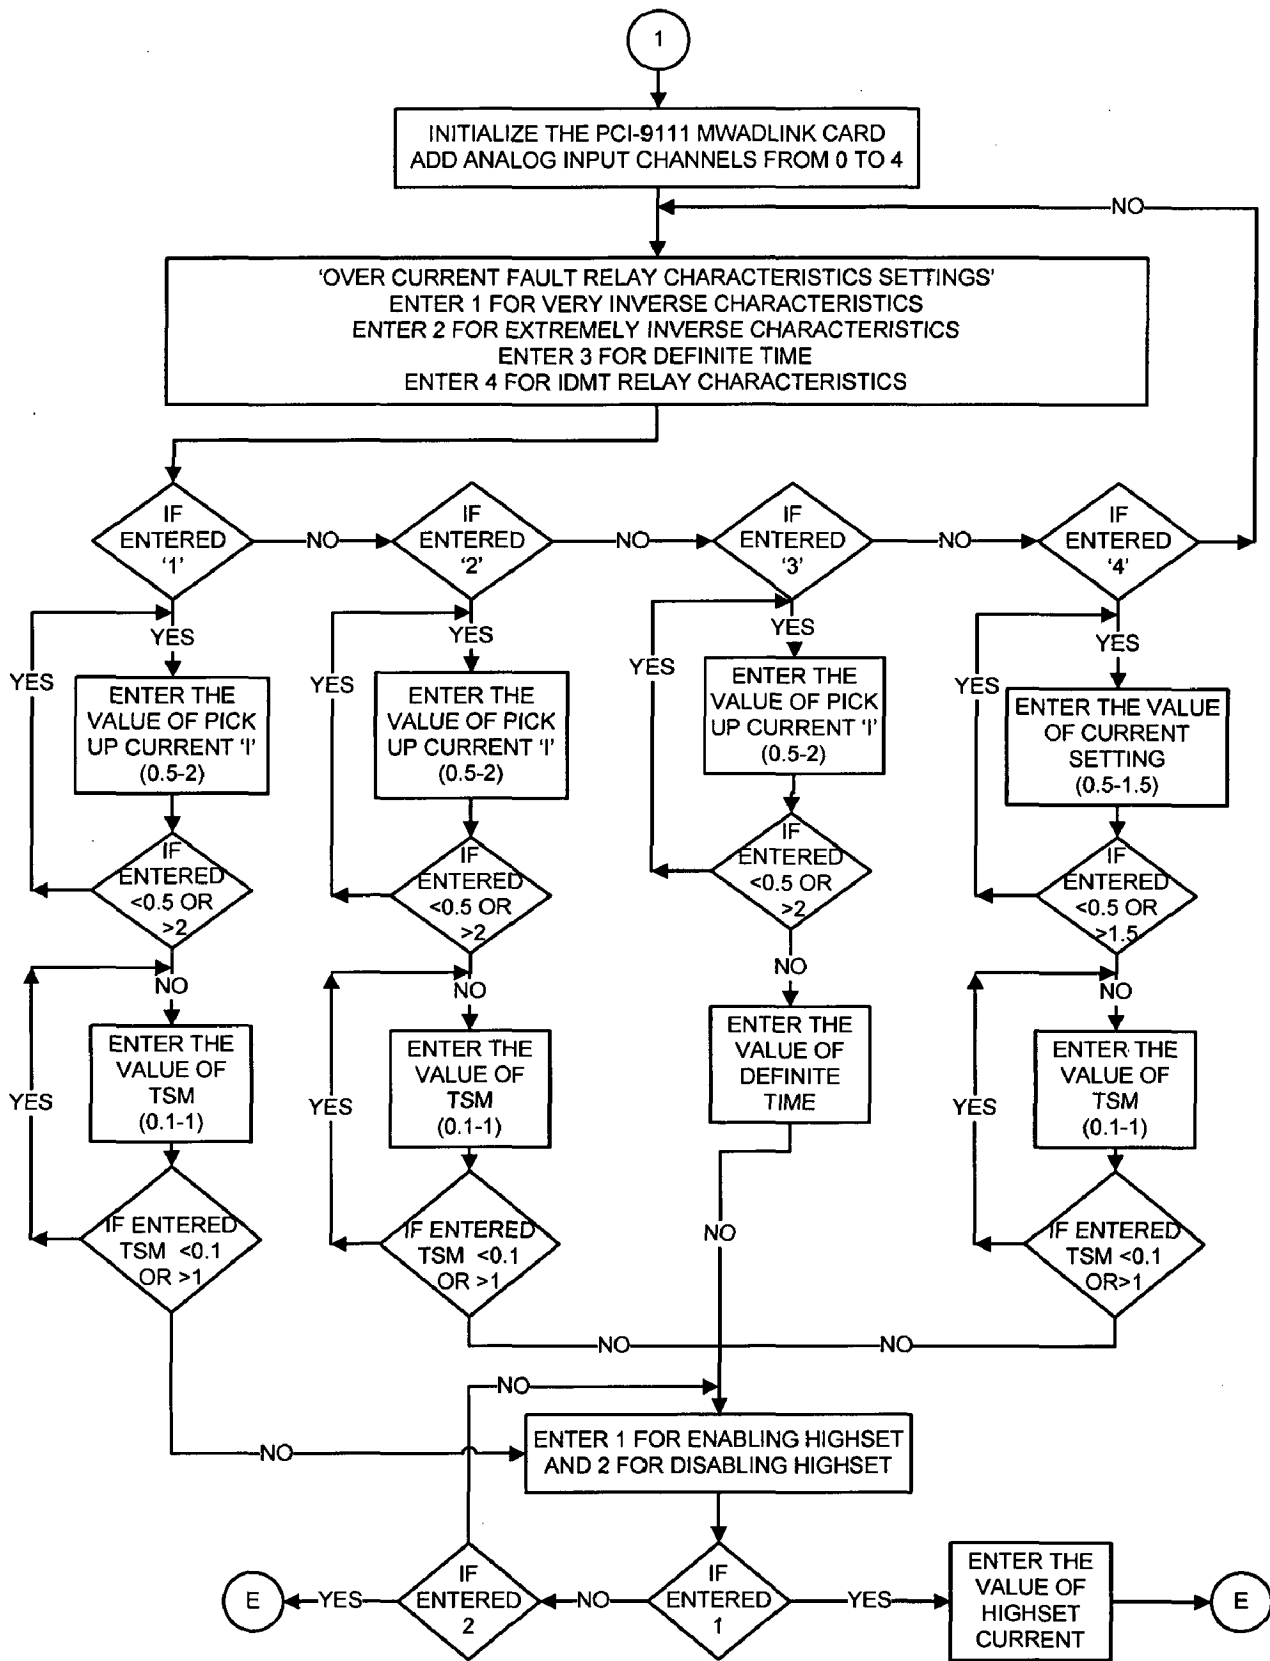 1
INITIALIZE THE PCI-9111 MWADLINK CARD
ADD ANALOG INPUT CHANNELS FROM 0 TO 4
NO
'OVER CURRENT FAULT RELAY CHARACTERISTICS SETTINGS'
ENTER 1 FOR VERY INVERSE CHARACTERISTICS
ENTER 2 FOR EXTREMELY INVERSE CHARACTERISTICS
ENTER 3 FOR DEFINITE TIME
ENTER 4 FOR IDMT RELAY CHARACTERISTICS
IF
ENTERED
'1'
NO
IF
ENTERED
'2'
NO
IF
ENTERED
'3'
NO
IF
ENTERED
'4'
YES
YES
ENTER THE
VALUE OF PICK
UP CURRENT 'I'
(0.5-2)
IF
ENTERED
<0.5 OR
>2
NO
YES
ENTER THE
VALUE OF
TSM
(0.1-1)
IF ENTERED
TSM <0.1
OR >1
YES
YES
ENTER THE
VALUE OF PICK
UP CURRENT 'I'
(0.5-2)
IF
ENTERED
<0.5 OR
>2
NO
YES
ENTER THE
VALUE OF
TSM
(0.1-1)
IF ENTERED
TSM <0.1
OR >1
YES
YES
ENTER THE
VALUE OF PICK
UP CURRENT 'I'
(0.5-2)
IF
ENTERED
<0.5 OR
>2
NO
ENTER THE
VALUE OF
DEFINITE
TIME
NO
YES
YES
ENTER THE VALUE
OF CURRENT
SETTING
(0.5-1.5)
IF
ENTERED
<0.5 OR
>1.5
NO
YES
ENTER THE
VALUE OF
TSM
(0.1-1)
IF ENTERED
TSM <0.1
OR>1
NO
NO
NO
NO
ENTER 1 FOR ENABLING HIGHSET
AND 2 FOR DISABLING HIGHSET
E
YES
IF
ENTERED
2
NO
IF
ENTERED
1
YES
ENTER THE
VALUE OF
HIGHSET
CURRENT
E